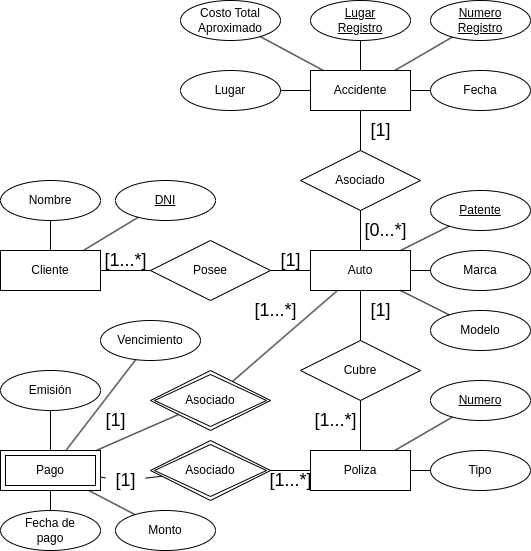 Costo Total
Aproximado
Lugar
Registro
Numero
Registro
Lugar
Accidente
Fecha
[1]
Asociado
[0...*]
Nombre
DNI
Patente
Cliente
[1...*]
Posee
[1]
Auto
Marca
[1...*]
[1]
Modelo
Vencimiento
Cubre
Emisión
Asociado
Numero
[1]
[1...*]
Pago
[1]
Asociado
[1...*]
Poliza
Tipo
Fecha de
pago
Monto